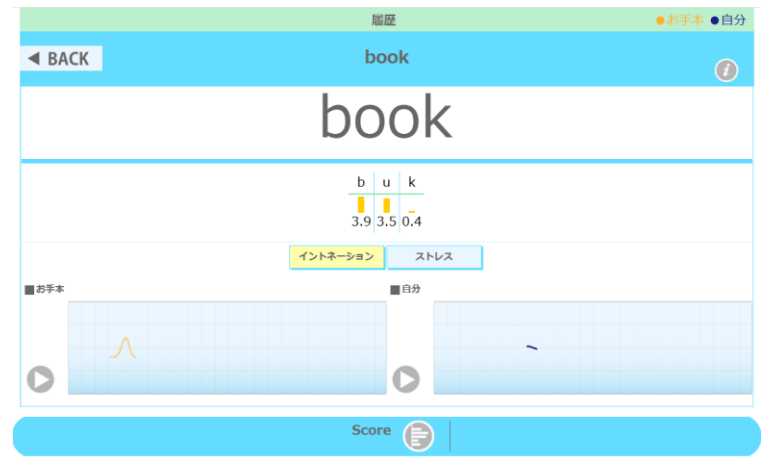 履歴 ●お手本 ●自分
◀ BACK book i
book
b u k
3.9 3.5 0.4
イントネーション ストレス
■お手本 ■自分
Score